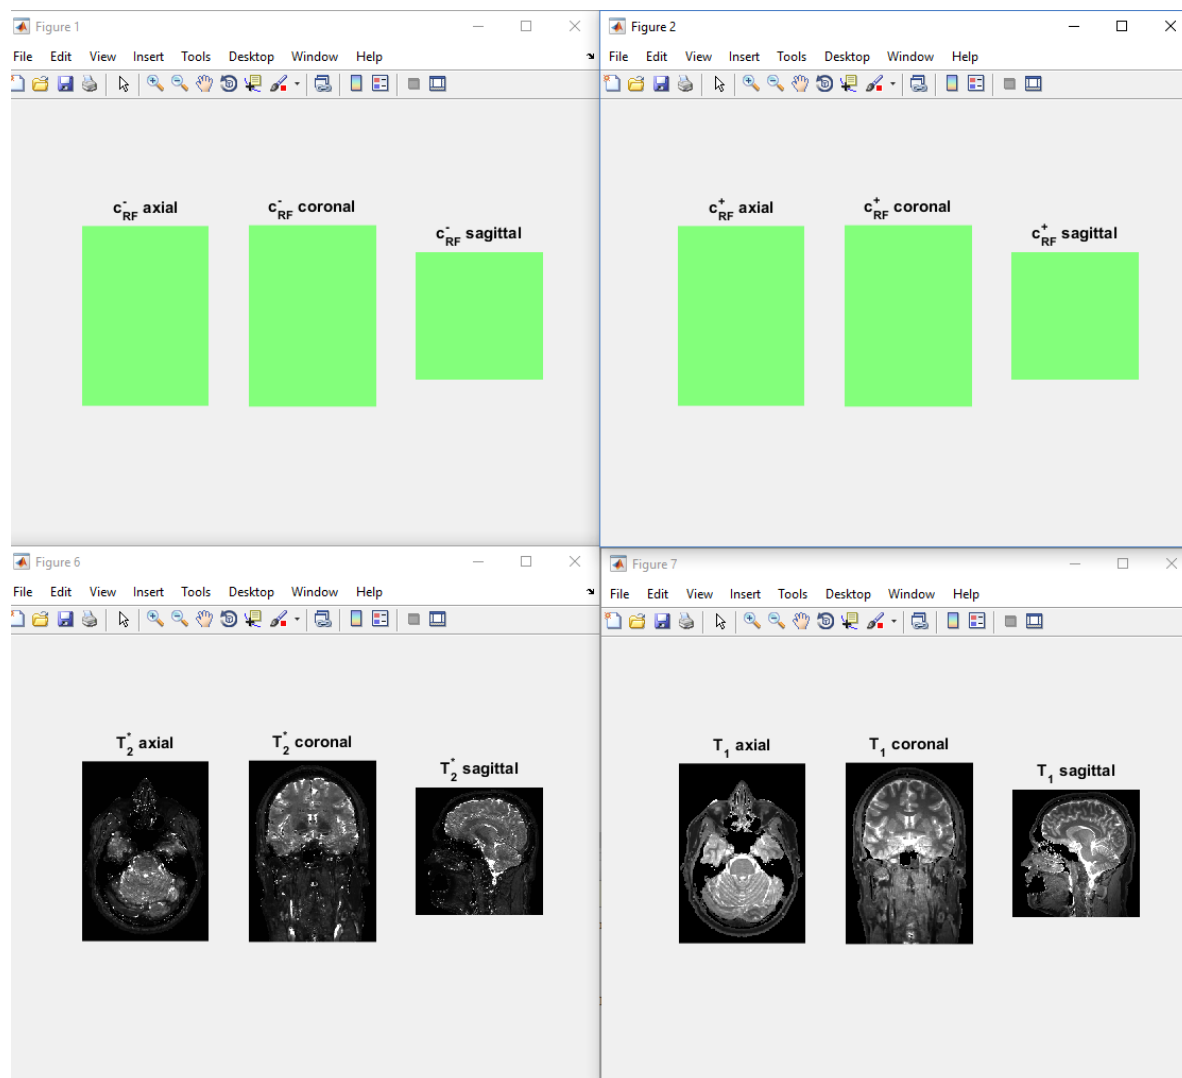 Figure 1
File Edit View Insert Tools Desktop Window Help
c⁻RF axial
c⁻RF coronal
c⁻RF sagittal
Figure 2
File Edit View Insert Tools Desktop Window Help
c⁺RF axial
c⁺RF coronal
c⁺RF sagittal
Figure 6
File Edit View Insert Tools Desktop Window Help
T*2 axial
T*2 coronal
T*2 sagittal
Figure 7
File Edit View Insert Tools Desktop Window Help
T1 axial
T1 coronal
T1 sagittal